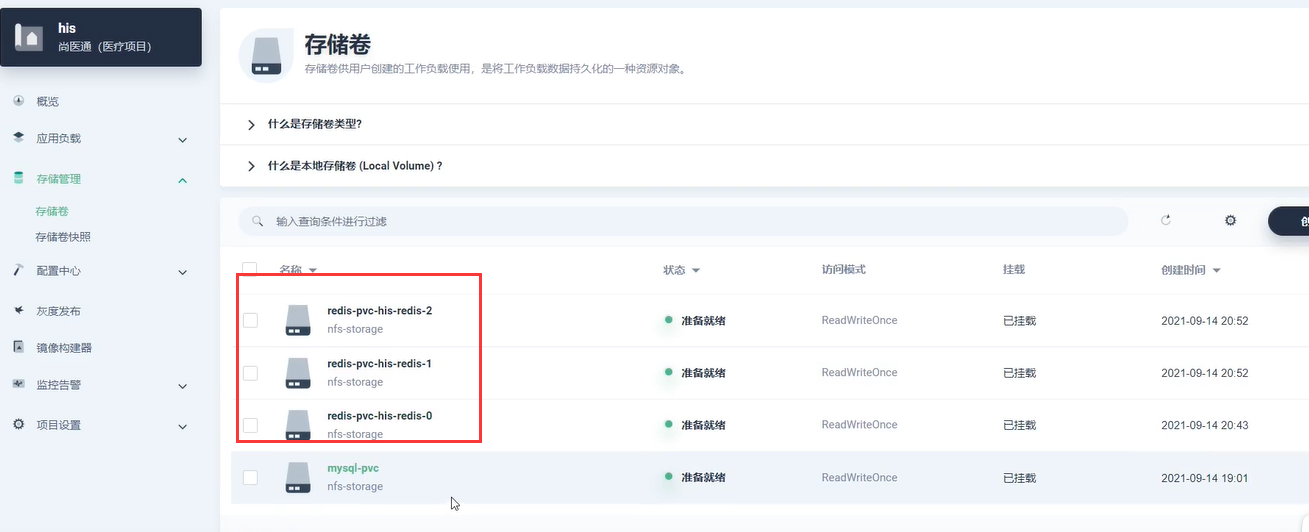 his
尚医通（医疗项目）
概览
应用负载
存储管理
存储卷
存储卷快照
配置中心
灰度发布
镜像构建器
监控告警
项目设置
存储卷
存储卷供用户创建的工作负载使用，是将工作负载数据持久化的一种资源对象。
什么是存储卷类型?
什么是本地存储卷 (Local Volume) ?
输入查询条件进行过滤
名称 状态 访问模式 挂载 创建时间
redis-pvc-his-redis-2
nfs-storage
准备就绪 ReadWriteOnce 已挂载 2021-09-14 20:52
redis-pvc-his-redis-1
nfs-storage
准备就绪 ReadWriteOnce 已挂载 2021-09-14 20:52
redis-pvc-his-redis-0
nfs-storage
准备就绪 ReadWriteOnce 已挂载 2021-09-14 20:43
mysql-pvc
nfs-storage
准备就绪 ReadWriteOnce 已挂载 2021-09-14 19:01